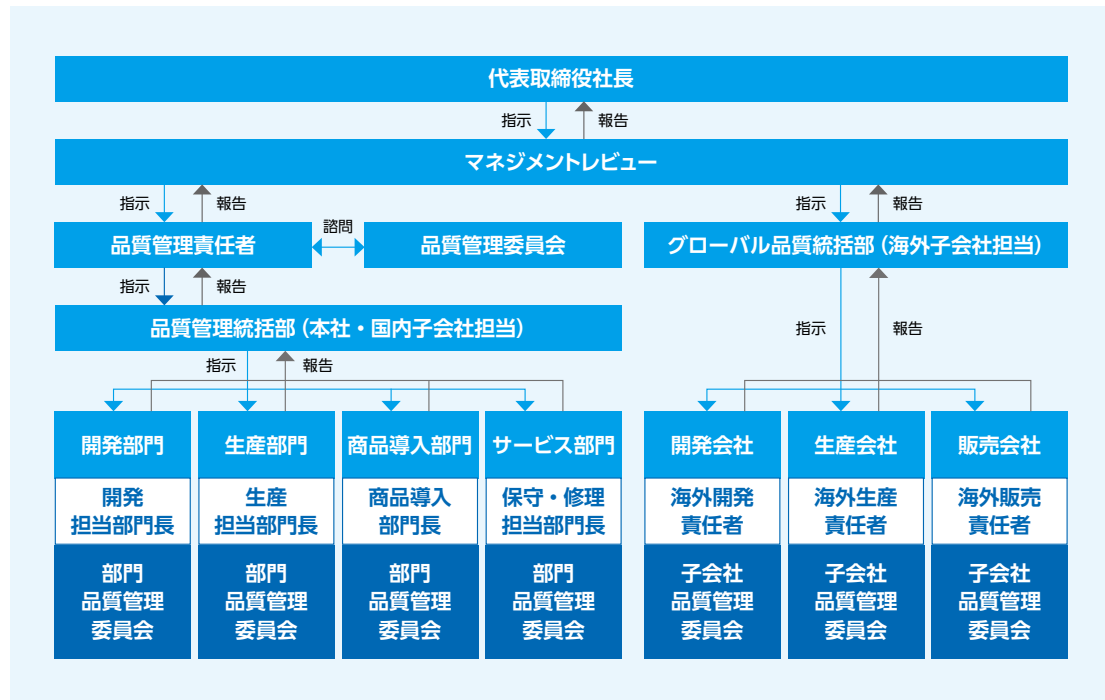 代表取締役社長
指示
報告
マネジメントレビュー
指示
報告
指示
報告
品質管理責任者
諮問
品質管理委員会
グローバル品質統括部（海外子会社担当）
指示
報告
品質管理統括部（本社・国内子会社担当）
指示
報告
指示
報告
開発部門
生産部門
商品導入部門
サービス部門
開発会社
生産会社
販売会社
開発
担当部門長
生産
担当部門長
商品導入
部門長
保守・修理
担当部門長
海外開発
責任者
海外生産
責任者
海外販売
責任者
部門
品質管理
委員会
部門
品質管理
委員会
部門
品質管理
委員会
部門
品質管理
委員会
子会社
品質管理
委員会
子会社
品質管理
委員会
子会社
品質管理
委員会